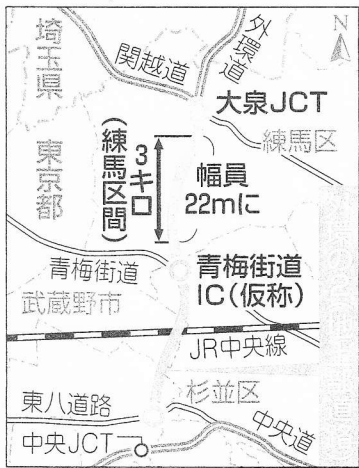 埼玉県
東京都
関越道
外環道
N
大泉JCT
練馬区
3キロ
(練馬区間)
幅員
22mに
青梅街道
青梅街道
IC(仮称)
武蔵野市
JR中央線
杉並区
東八道路
中央道
中央JCT